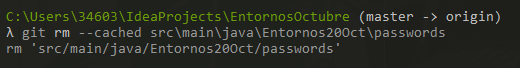 C:\Users\34603\IdeaProjects\EntornosOctubre (master -> origin)
λ git rm --cached src\main\java\Entornos20Oct\passwords
rm 'src/main/java/Entornos20Oct/passwords'